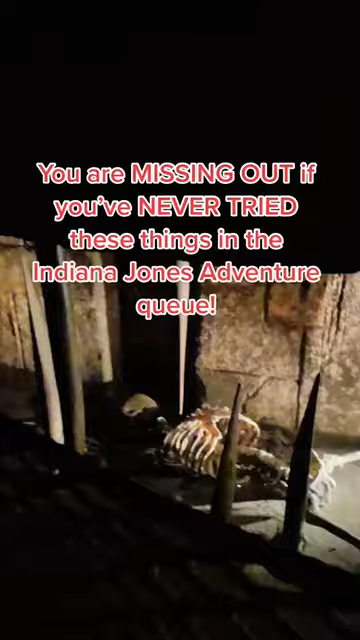 You are MISSING OUT if
you've NEVER TRIED
these things in the
Indiana Jones Adventure
queue!